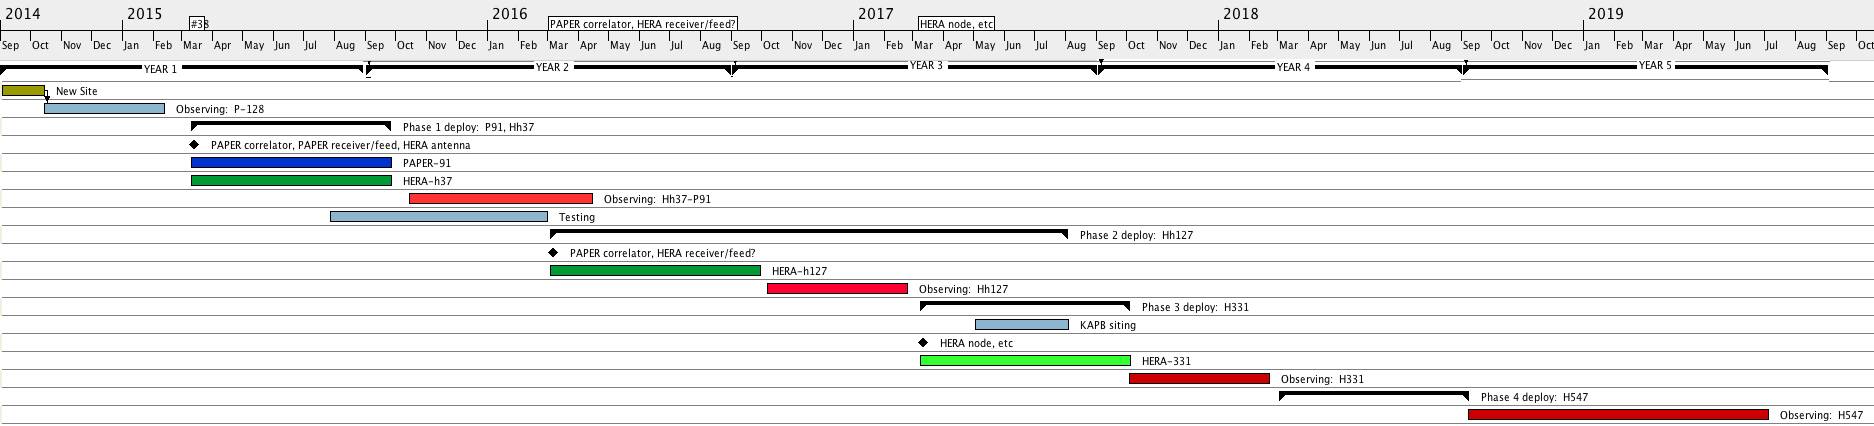 2014 2015 2016 2017 2018 2019
#38 PAPER correlator, HERA receiver/feed? HERA node, etc
Sep Oct Nov Dec Jan Feb Mar Apr May Jun Jul Aug Sep Oct Nov Dec Jan Feb Mar Apr May Jun Jul Aug Sep Oct Nov Dec Jan Feb Mar Apr May Jun Jul Aug Sep Oct Nov Dec Jan Feb Mar Apr May Jun Jul Aug Sep Oct Nov Dec Jan Feb Mar Apr May Jun Jul Aug Sep Oct
YEAR 1 YEAR 2 YEAR 3 YEAR 4 YEAR 5
New Site
Observing: P-128
Phase 1 deploy: P91, Hh37
PAPER correlator, PAPER receiver/feed, HERA antenna
PAPER-91
HERA-h37
Observing: Hh37-P91
Testing
Phase 2 deploy: Hh127
PAPER correlator, HERA receiver/feed?
HERA-h127
Observing: Hh127
Phase 3 deploy: H331
KAPB siting
HERA node, etc
HERA-331
Observing: H331
Phase 4 deploy: H547
Observing: H547